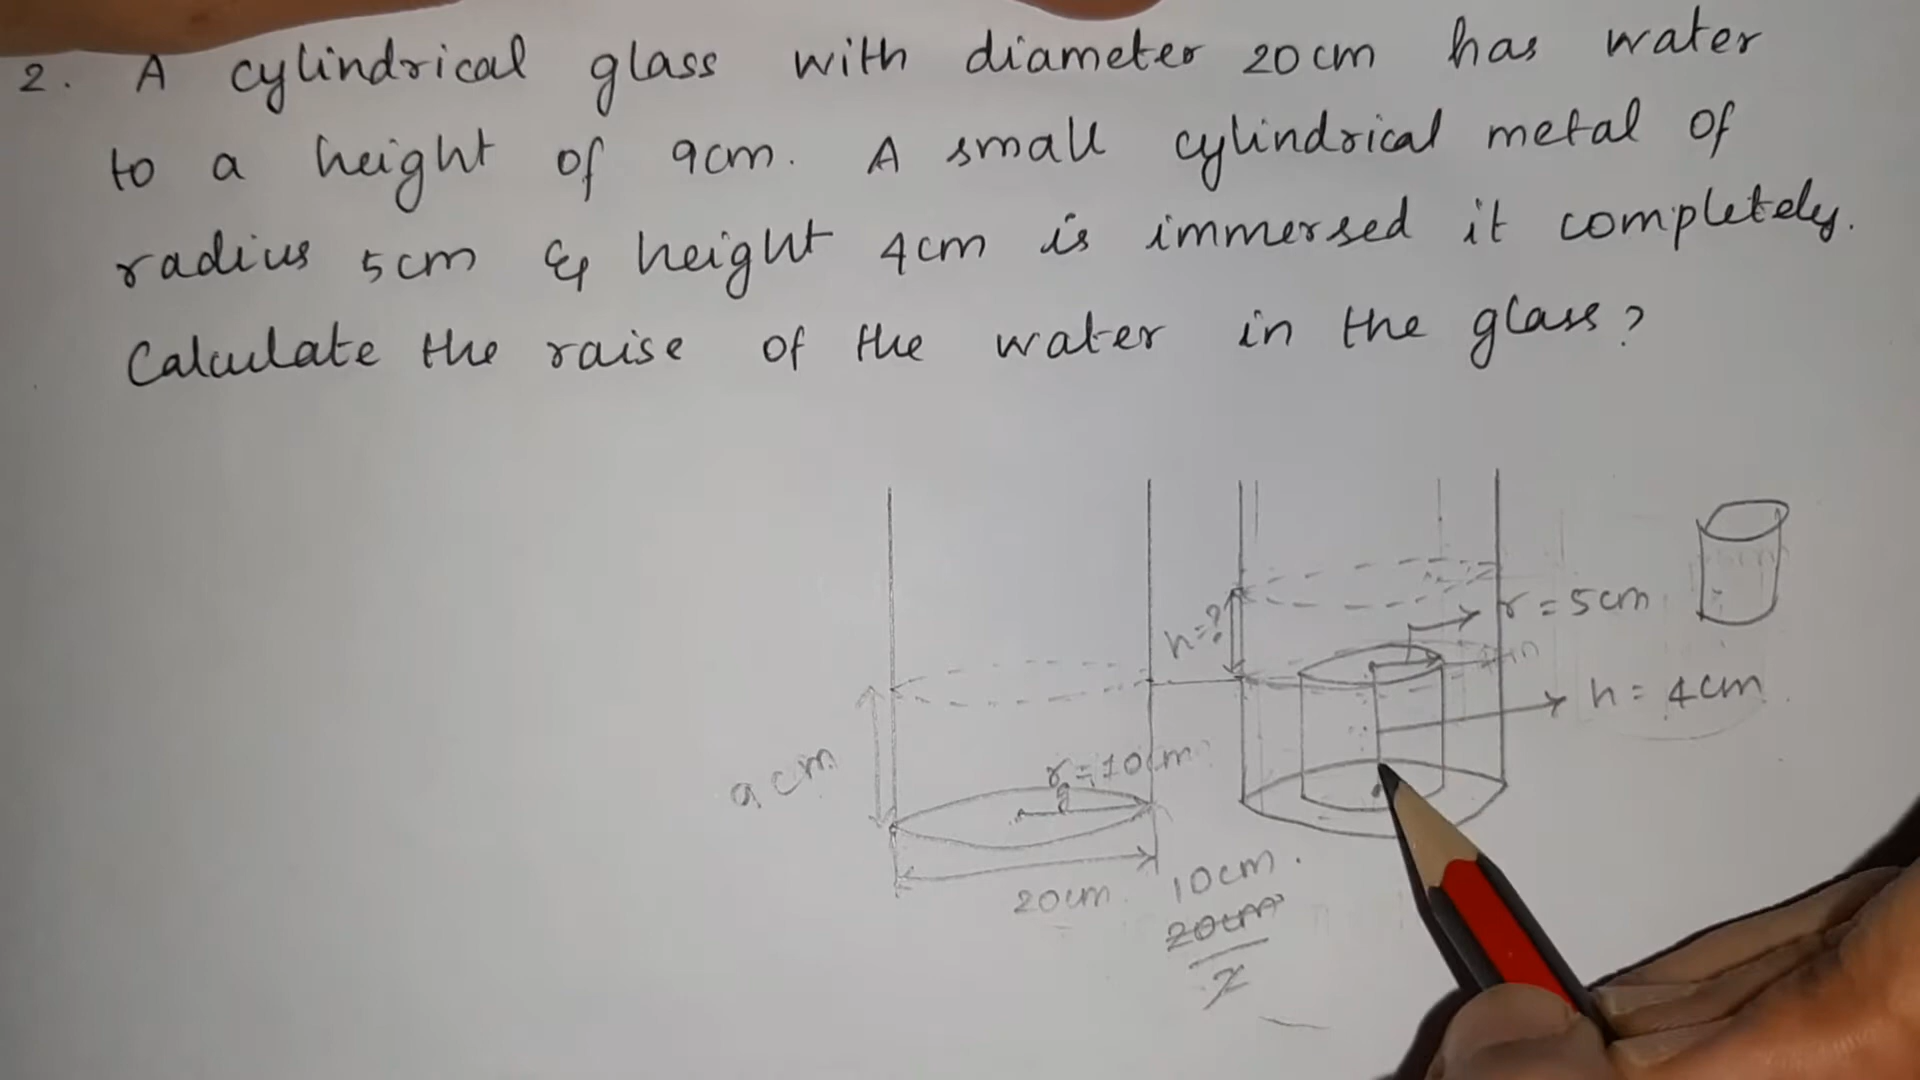 2. A cylindrical glass with diameter 20cm has water
to a height of 9cm. A small cylindrical metal of
radius 5cm & height 4cm is immersed it completely.
Calculate the raise of the water in the glass?
h=?
r = 5cm
h = 4cm
9cm
r=10cm
20cm
10cm.
20cm
2